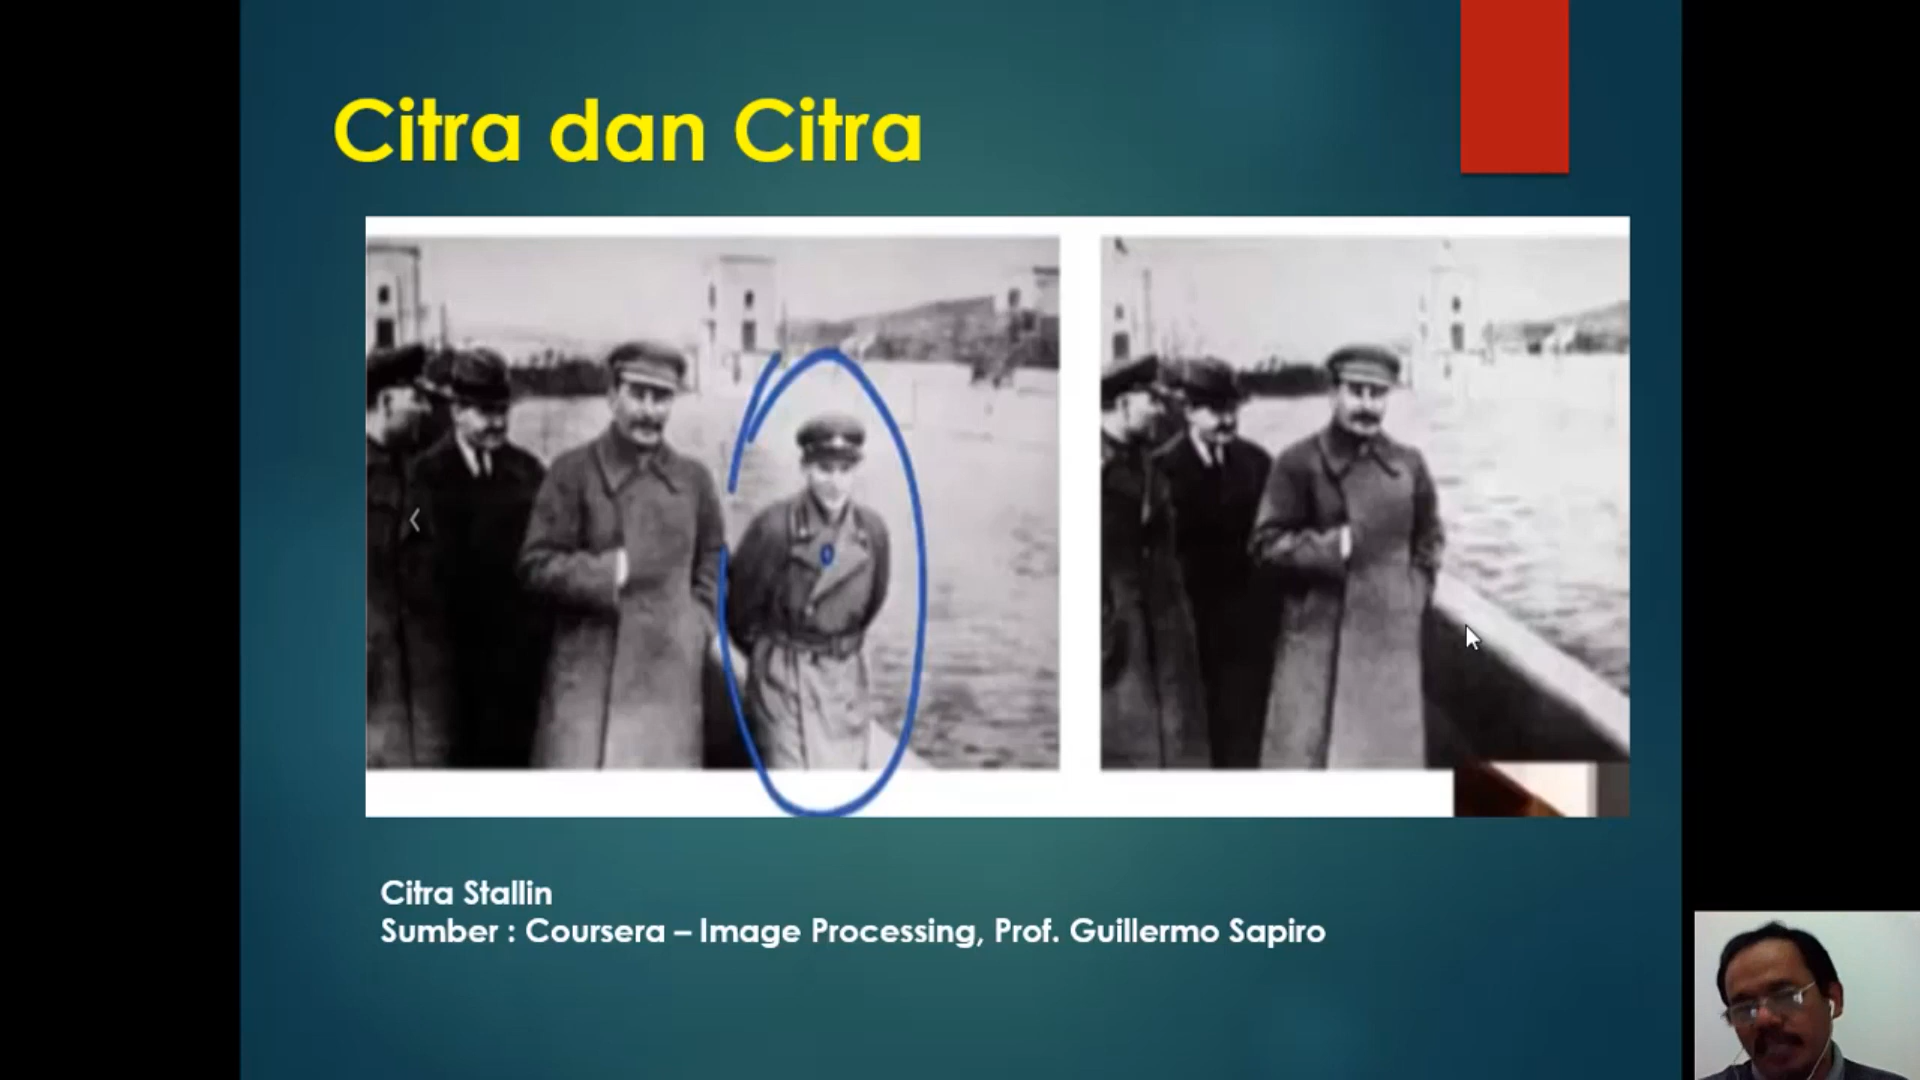 Citra dan Citra
Citra Stallin
Sumber : Coursera – Image Processing, Prof. Guillermo Sapiro